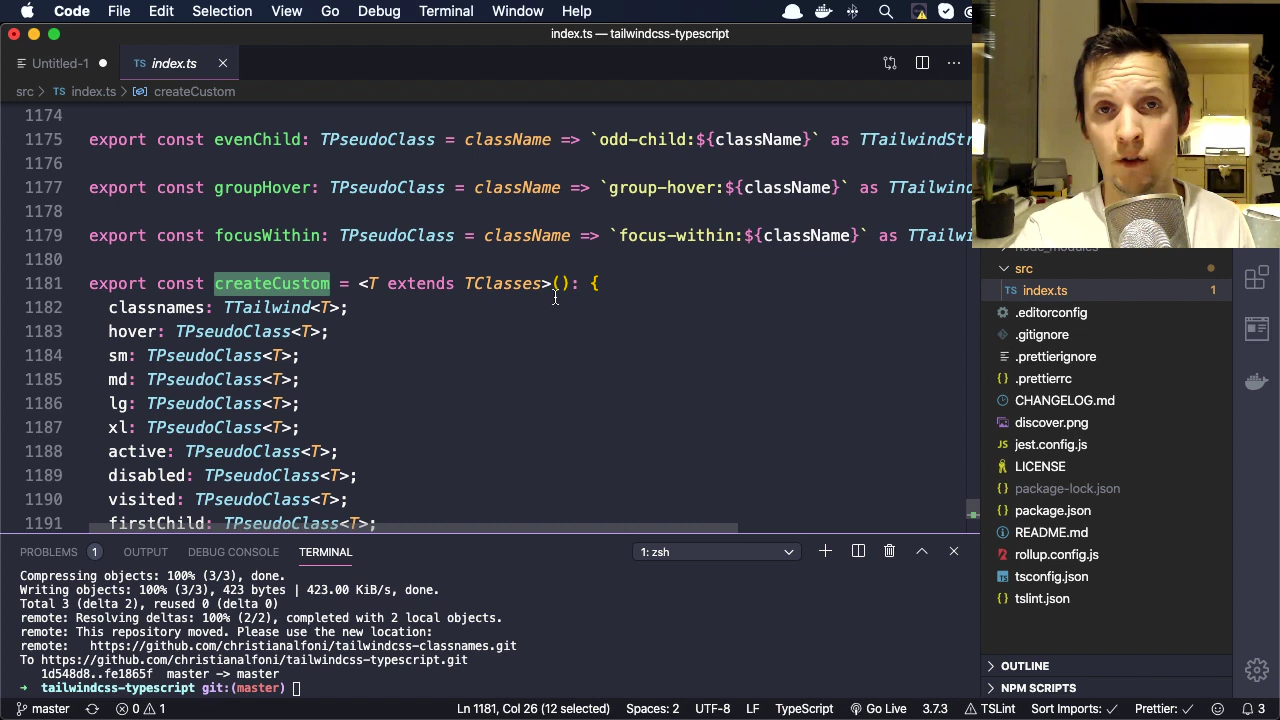 Code File Edit Selection View Go Debug Terminal Window Help
index.ts — tailwindcss-typescript
Untitled-1
TS index.ts
src > TS index.ts > createCustom
1174
1175 export const evenChild: TPseudoClass = className => `odd-child:${className}` as TTailwindStr
1176
1177 export const groupHover: TPseudoClass = className => `group-hover:${className}` as TTailwind
1178
1179 export const focusWithin: TPseudoClass = className => `focus-within:${className}` as TTailwi
1180
1181 export const createCustom = <T extends TClasses>(): {
1182 classnames: TTailwind<T>;
1183 hover: TPseudoClass<T>;
1184 sm: TPseudoClass<T>;
1185 md: TPseudoClass<T>;
1186 lg: TPseudoClass<T>;
1187 xl: TPseudoClass<T>;
1188 active: TPseudoClass<T>;
1189 disabled: TPseudoClass<T>;
1190 visited: TPseudoClass<T>;
1191 firstChild: TPseudoClass<T>;
PROBLEMS 1 OUTPUT DEBUG CONSOLE TERMINAL
1: zsh
Compressing objects: 100% (3/3), done.
Writing objects: 100% (3/3), 423 bytes | 423.00 KiB/s, done.
Total 3 (delta 2), reused 0 (delta 0)
remote: Resolving deltas: 100% (2/2), completed with 2 local objects.
remote: This repository moved. Please use the new location:
remote: https://github.com/christianalfoni/tailwindcss-classnames.git
To https://github.com/christianalfoni/tailwindcss-typescript.git
1d548d8..fe1865f master -> master
→ tailwindcss-typescript git:(master)
node_modules
src
TS index.ts 1
.editorconfig
.gitignore
.prettierignore
{} .prettierrc
CHANGELOG.md
discover.png
JS jest.config.js
LICENSE
{} package-lock.json
{} package.json
README.md
rollup.config.js
tsconfig.json
{} tslint.json
OUTLINE
NPM SCRIPTS
master 0 1 Ln 1181, Col 26 (12 selected) Spaces: 2 UTF-8 LF TypeScript Go Live 3.7.3 TSLint Sort Imports: ✓ Prettier: ✓ 3